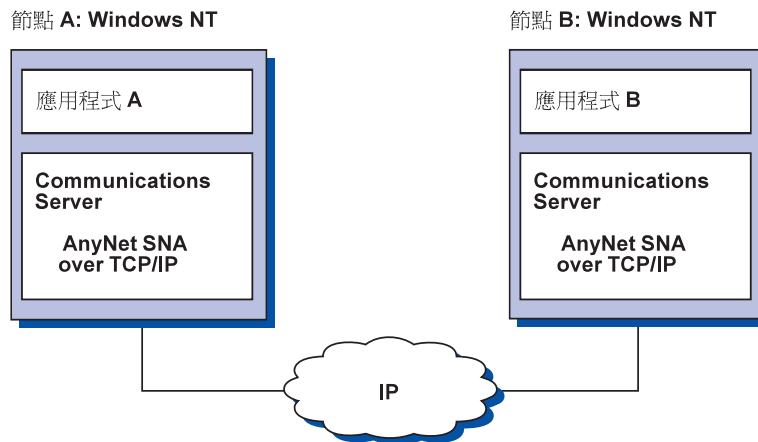 節點 A: Windows NT
應用程式 A
Communications
Server
AnyNet SNA
over TCP/IP
節點 B: Windows NT
應用程式 B
Communications
Server
AnyNet SNA
over TCP/IP
IP